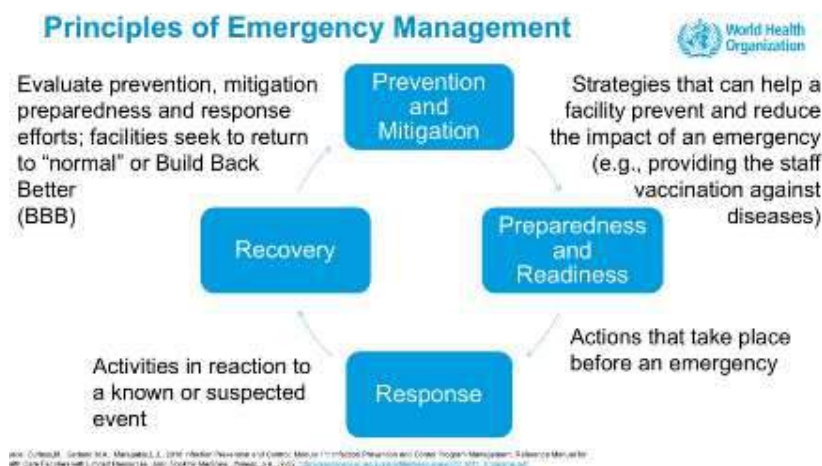 Principles of Emergency Management
World Health
Organization
Evaluate prevention, mitigation
preparedness and response
efforts; facilities seek to return
to “normal” or Build Back
Better
(BBB)
Prevention
and
Mitigation
Strategies that can help a
facility prevent and reduce
the impact of an emergency
(e.g., providing the staff
vaccination against
diseases)
Recovery
Preparedness
and
Readiness
Activities in reaction to
a known or suspected
event
Response
Actions that take place
before an emergency